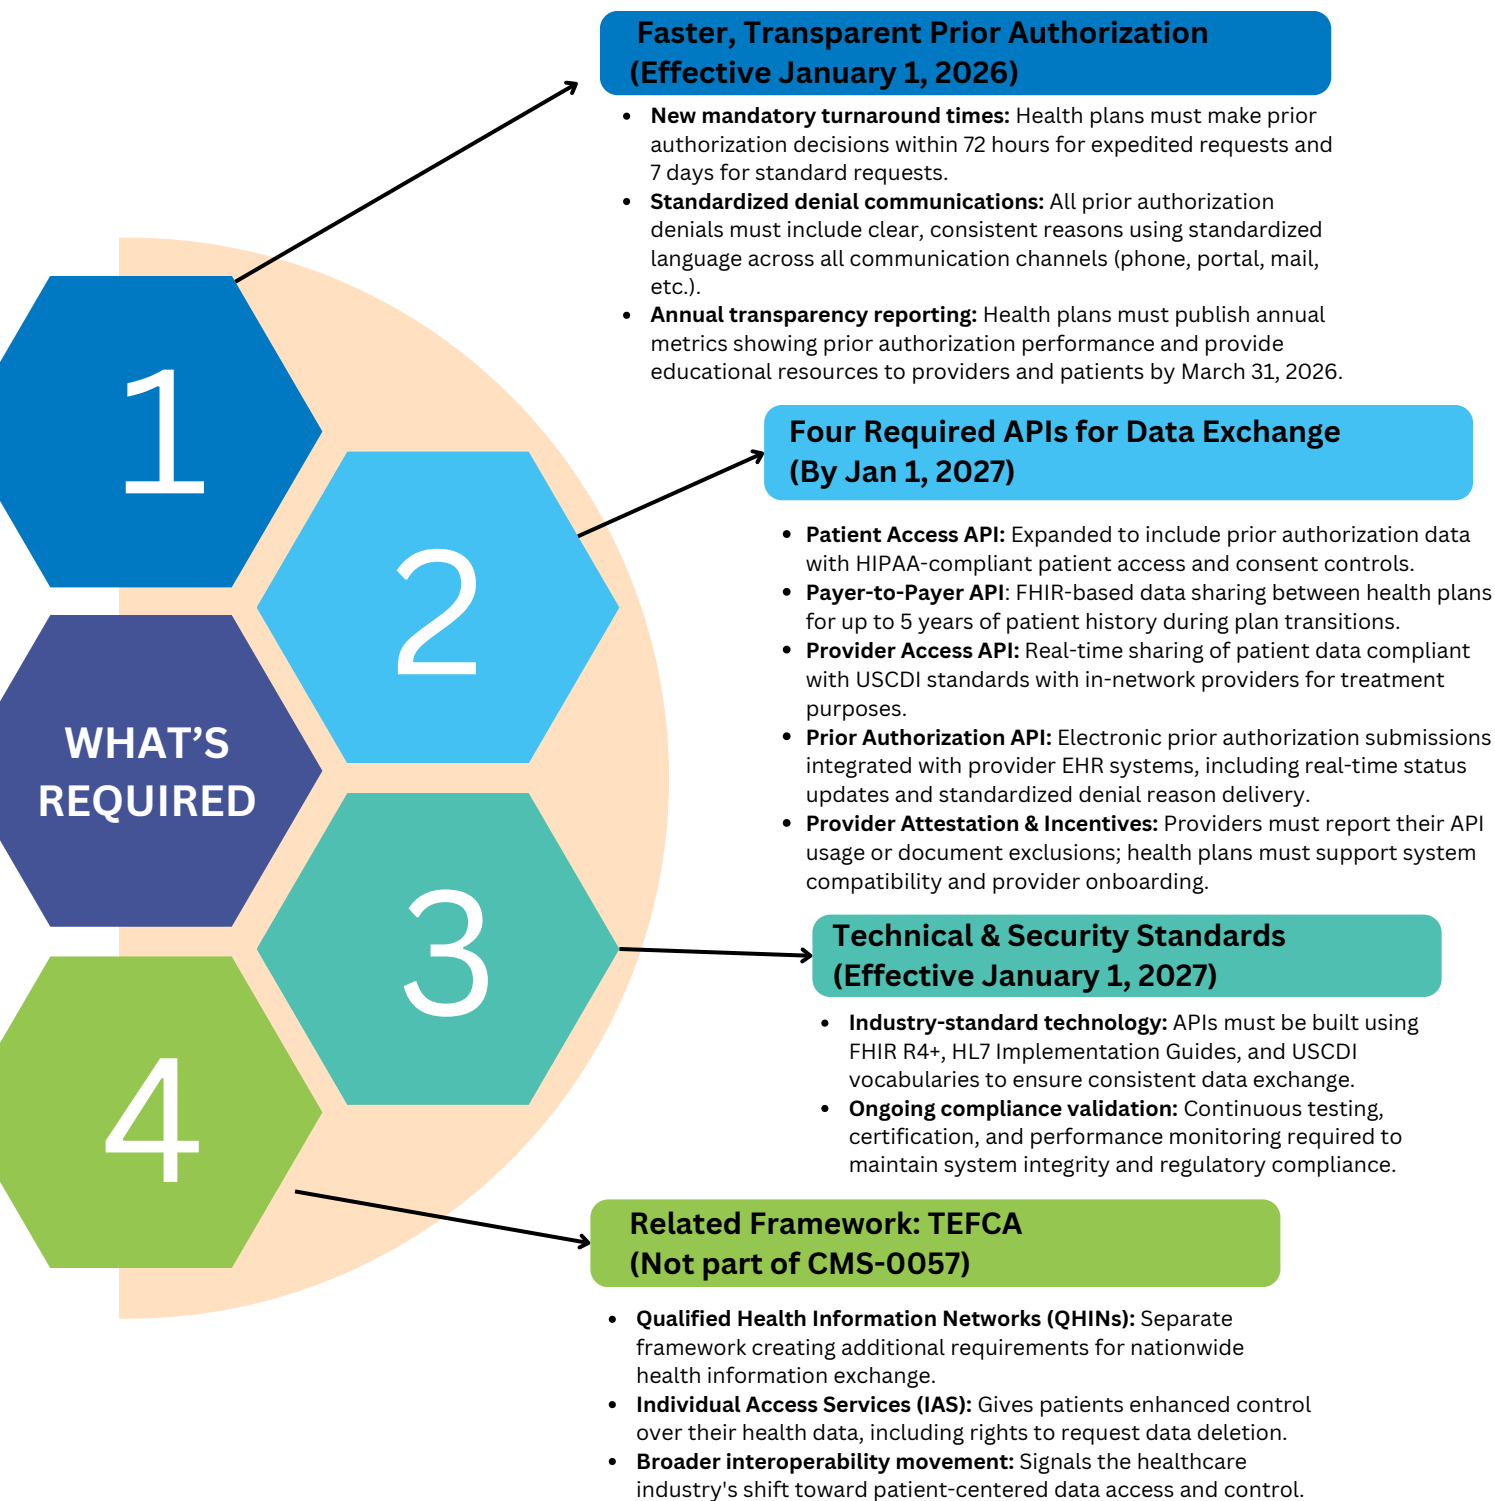 Faster, Transparent Prior Authorization
(Effective January 1, 2026)
• New mandatory turnaround times: Health plans must make prior
authorization decisions within 72 hours for expedited requests and
7 days for standard requests.
• Standardized denial communications: All prior authorization
denials must include clear, consistent reasons using standardized
language across all communication channels (phone, portal, mail,
etc.).
• Annual transparency reporting: Health plans must publish annual
metrics showing prior authorization performance and provide
educational resources to providers and patients by March 31, 2026.
1
Four Required APIs for Data Exchange
(By Jan 1, 2027)
• Patient Access API: Expanded to include prior authorization data
with HIPAA-compliant patient access and consent controls.
• Payer-to-Payer API: FHIR-based data sharing between health plans
for up to 5 years of patient history during plan transitions.
• Provider Access API: Real-time sharing of patient data compliant
with USCDI standards with in-network providers for treatment
purposes.
• Prior Authorization API: Electronic prior authorization submissions
integrated with provider EHR systems, including real-time status
updates and standardized denial reason delivery.
• Provider Attestation & Incentives: Providers must report their API
usage or document exclusions; health plans must support system
compatibility and provider onboarding.
2
WHAT’S
REQUIRED
3
Technical & Security Standards
(Effective January 1, 2027)
• Industry-standard technology: APIs must be built using
FHIR R4+, HL7 Implementation Guides, and USCDI
vocabularies to ensure consistent data exchange.
• Ongoing compliance validation: Continuous testing,
certification, and performance monitoring required to
maintain system integrity and regulatory compliance.
4
Related Framework: TEFCA
(Not part of CMS-0057)
• Qualified Health Information Networks (QHINs): Separate
framework creating additional requirements for nationwide
health information exchange.
• Individual Access Services (IAS): Gives patients enhanced control
over their health data, including rights to request data deletion.
• Broader interoperability movement: Signals the healthcare
industry's shift toward patient-centered data access and control.